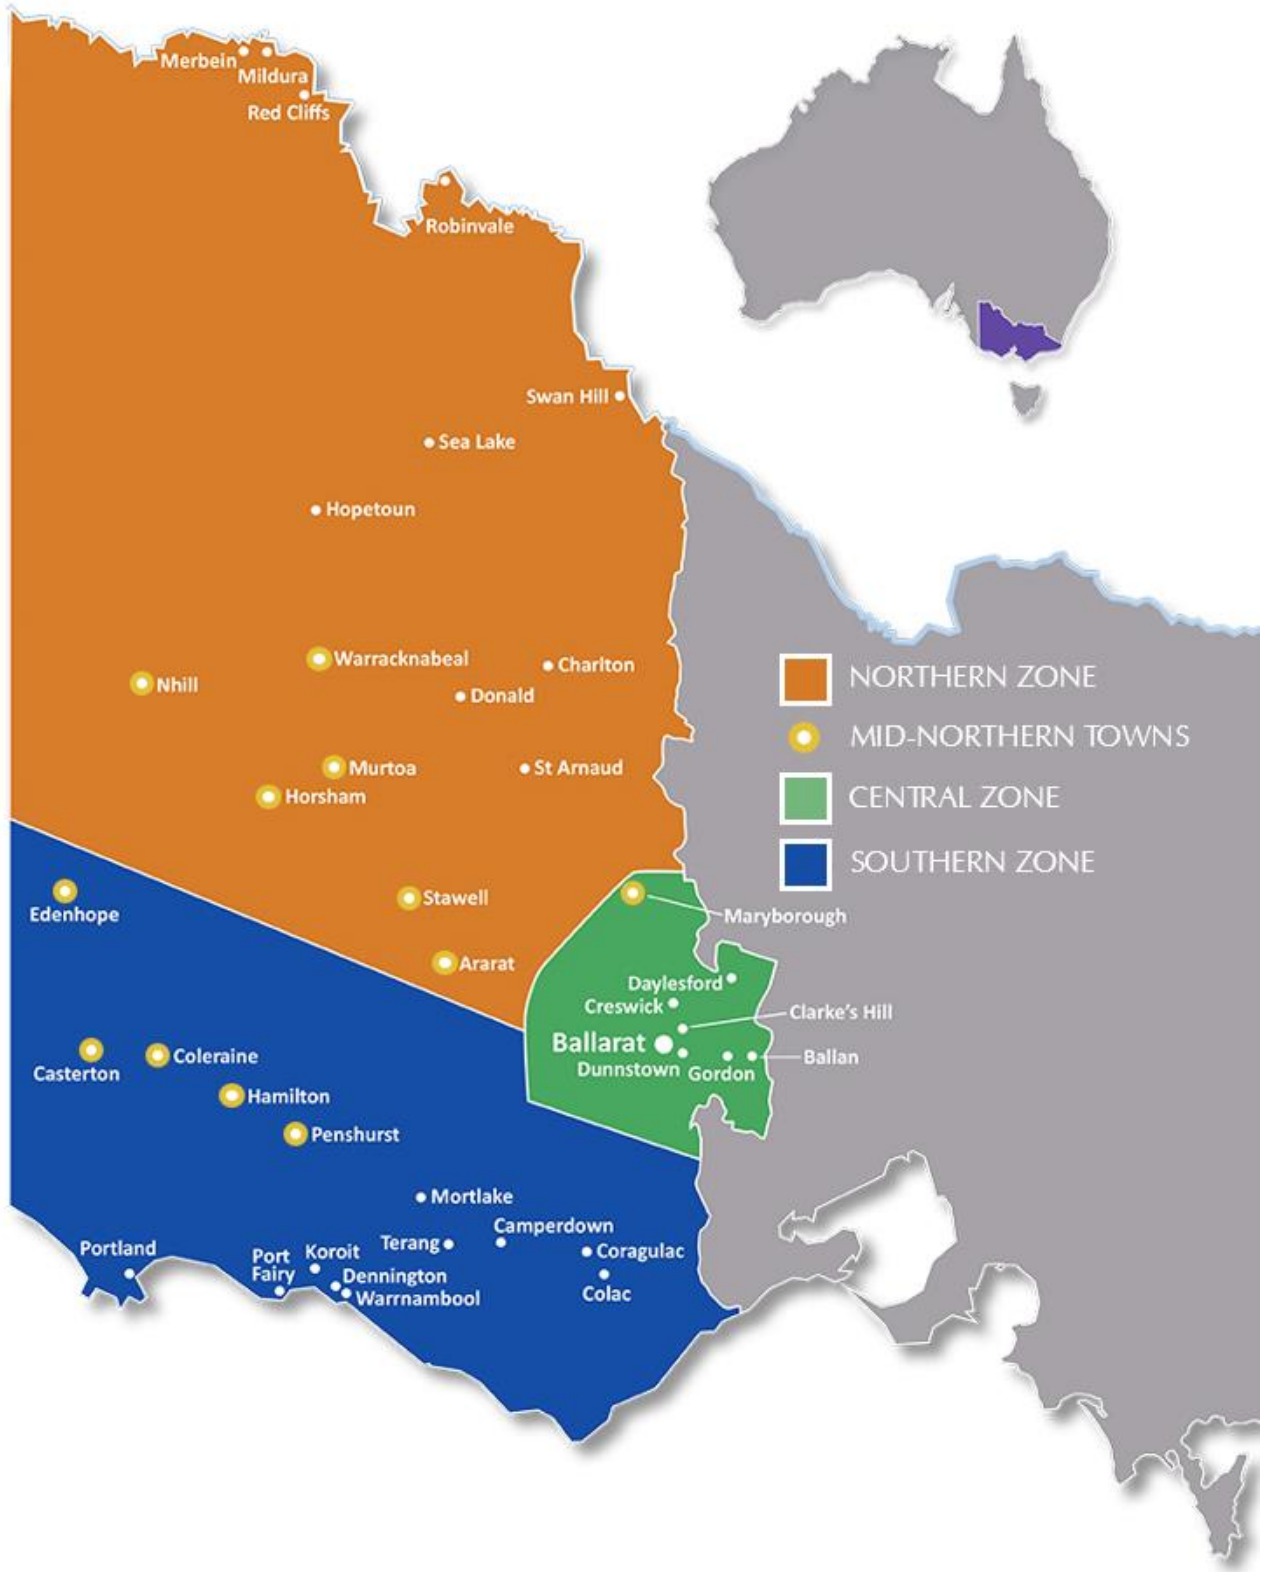 Merbein
Mildura
Red Cliffs
Robinvale
Swan Hill
Sea Lake
Hopetoun
Warracknabeal
Charlton
Nhill
Donald
NORTHERN ZONE
MID-NORTHERN TOWNS
Murtoa
St Arnaud
Horsham
CENTRAL ZONE
SOUTHERN ZONE
Stawell
Edenhope
Maryborough
Ararat
Daylesford
Creswick
Clarke's Hill
Ballarat
Dunnstown
Gordon
Ballan
Casterton
Coleraine
Hamilton
Penshurst
Mortlake
Camperdown
Terang
Coragulac
Portland
Port
Fairy
Koroit
Dennington
Warrnambool
Colac